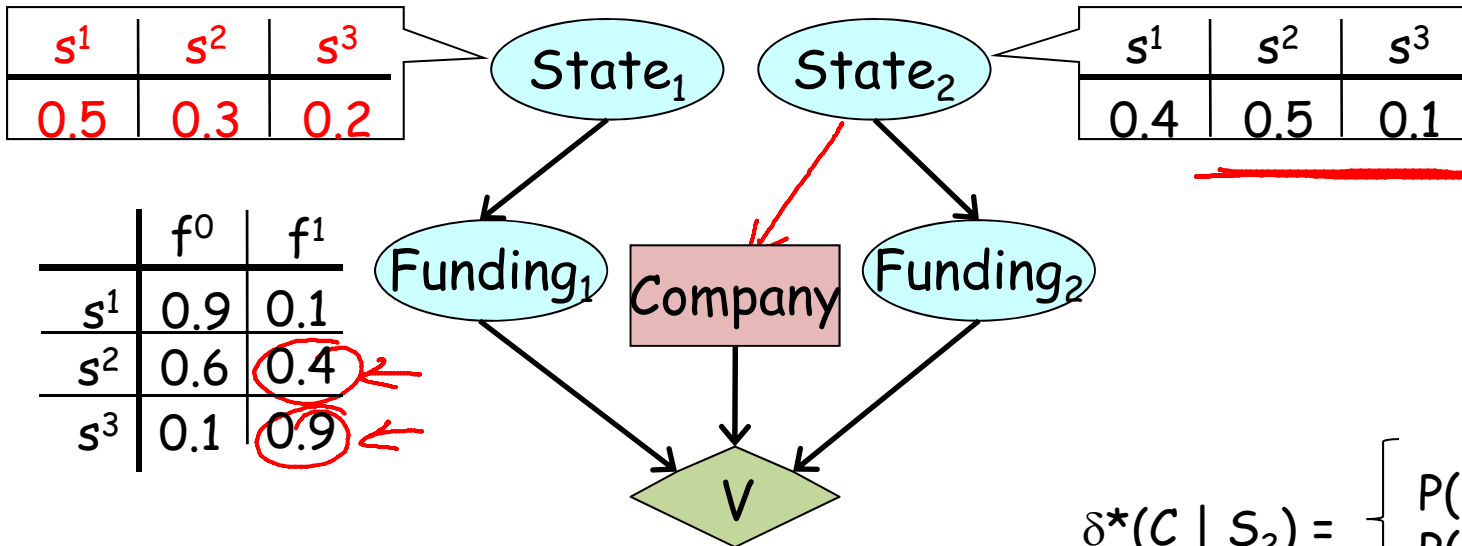 s¹ s² s³
0.5 0.3 0.2
State₁
State₂
s¹ s² s³
0.4 0.5 0.1
f⁰ f¹
s¹ 0.9 0.1
s² 0.6 0.4
s³ 0.1 0.9
Funding₁
Company
Funding₂
V
δ*(C | S₂) =
P(
P(